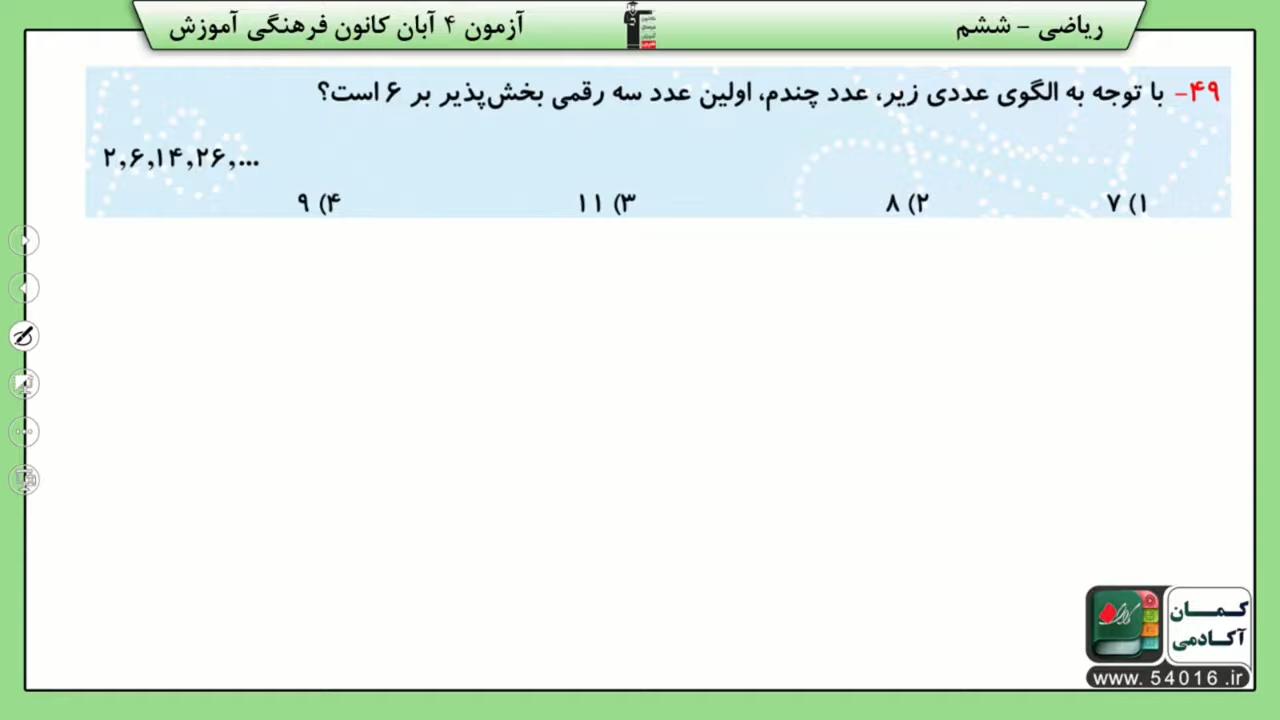 ریاضی - ششم
آزمون ۴ آبان کانون فرهنگی آموزش
۴۹- با توجه به الگوی عددی زیر، عدد چندم، اولین عدد سه رقمی بخش‌پذیر بر ۶ است؟
۲,۶,۱۴,۲۶,...
۱) ۷ ۲) ۸ ۳) ۱۱ ۴) ۹
کمان
آکادمی
www. 54016 .ir